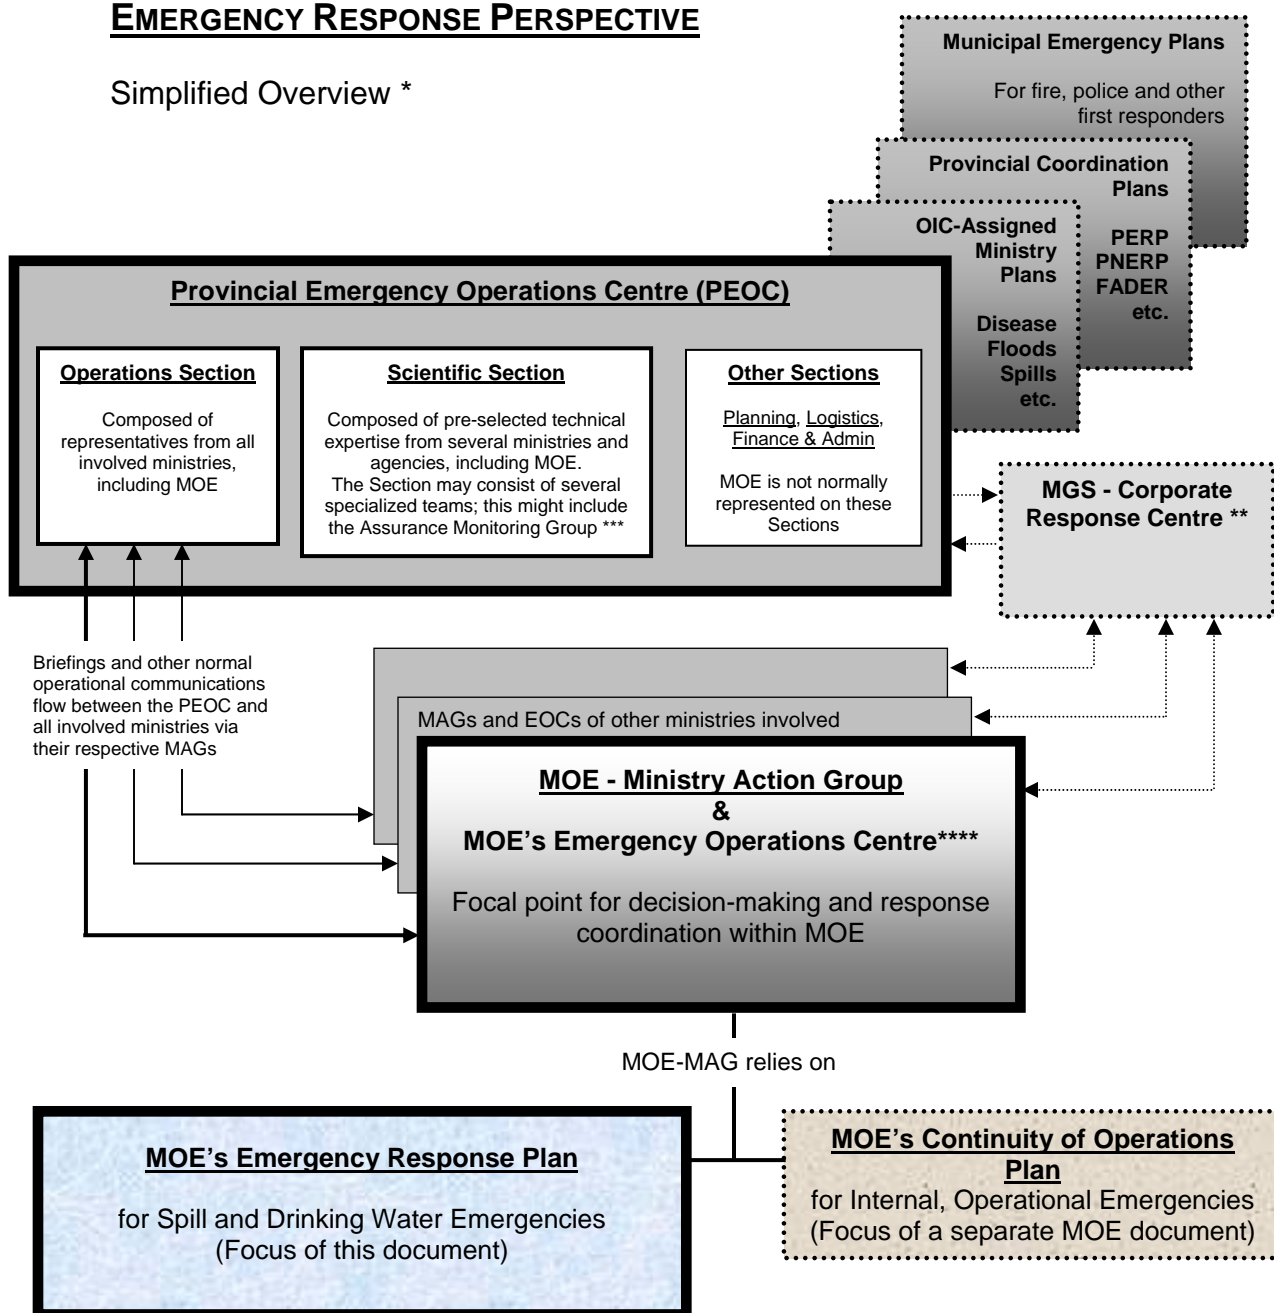 EMERGENCY RESPONSE PERSPECTIVE
Simplified Overview *
Municipal Emergency Plans
For fire, police and other
first responders
Provincial Coordination
Plans
PERP
PNERP
FADER
etc.
OIC-Assigned
Ministry
Plans
Disease
Floods
Spills
etc.
Provincial Emergency Operations Centre (PEOC)
Operations Section
Composed of
representatives from all
involved ministries,
including MOE
Scientific Section
Composed of pre-selected technical
expertise from several ministries and
agencies, including MOE.
The Section may consist of several
specialized teams; this might include
the Assurance Monitoring Group ***
Other Sections
Planning, Logistics,
Finance & Admin
MOE is not normally
represented on these
Sections
MGS - Corporate
Response Centre **
Briefings and other normal
operational communications
flow between the PEOC and
all involved ministries via
their respective MAGs
MAGs and EOCs of other ministries involved
MOE - Ministry Action Group
&
MOE’s Emergency Operations Centre****
Focal point for decision-making and response
coordination within MOE
MOE-MAG relies on
MOE’s Emergency Response Plan
for Spill and Drinking Water Emergencies
(Focus of this document)
MOE’s Continuity of Operations
Plan
for Internal, Operational Emergencies
(Focus of a separate MOE document)